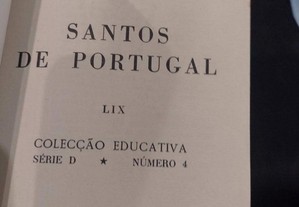 SANTOS
DE PORTUGAL
LIX
COLECÇÃO EDUCATIVA
SÉRIE D ★ NÚMERO 4